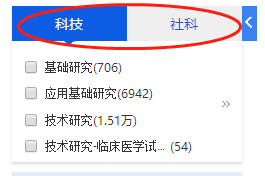 科技 社科
基础研究(706)
应用基础研究(6942)
技术研究(1.51万)
技术研究-临床医学试... (54)